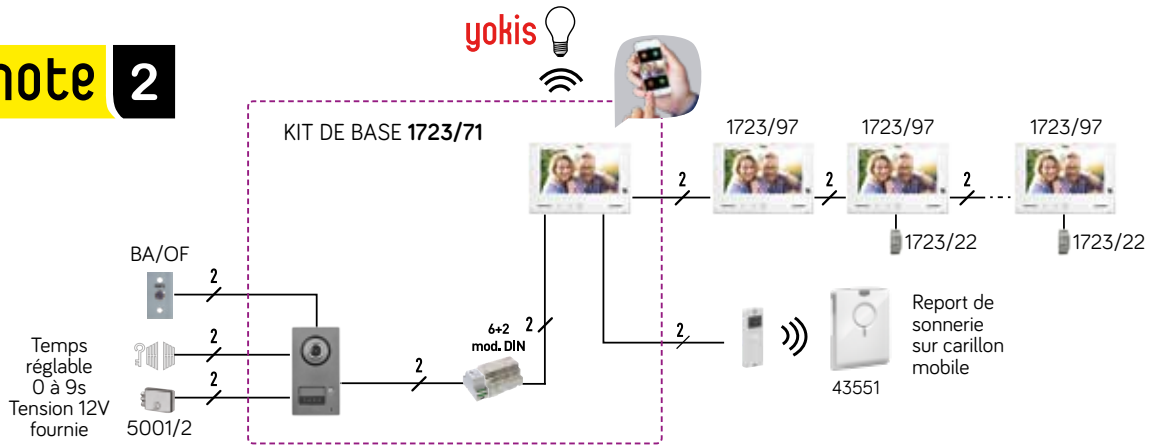 yokis
note 2
KIT DE BASE 1723/71
1723/97
1723/97
1723/97
2
2
2
1723/22
1723/22
BA/OF
2
2
2
Temps
réglable
0 à 9s
Tension 12V
fournie
5001/2
2
6+2
mod. DIN
2
2
43551
Report de
sonnerie
sur carillon
mobile